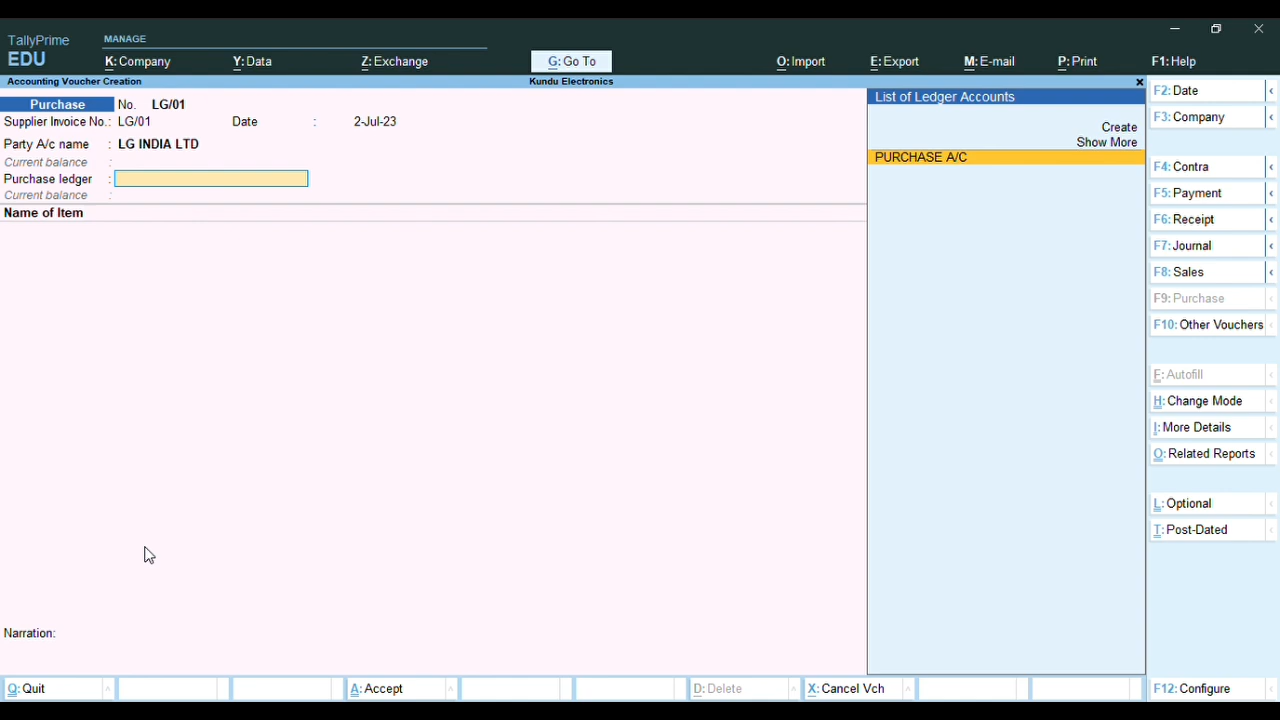 TallyPrime
EDU
MANAGE
K: Company
Y: Data
Z: Exchange
G: Go To
O: Import
E: Export
M: E-mail
P: Print
F1: Help
Accounting Voucher Creation
Kundu Electronics
Purchase No. LG/01
Supplier Invoice No.: LG/01 Date : 2-Jul-23
Party A/c name : LG INDIA LTD
Current balance :
Purchase ledger :
Current balance :
Name of Item
Narration:
List of Ledger Accounts
Create
Show More
PURCHASE A/C
F2: Date
F3: Company
F4: Contra
F5: Payment
F6: Receipt
F7: Journal
F8: Sales
F9: Purchase
F10: Other Vouchers
F: Autofill
H: Change Mode
I: More Details
O: Related Reports
L: Optional
T: Post-Dated
Q: Quit
A: Accept
D: Delete
X: Cancel Vch
F12: Configure